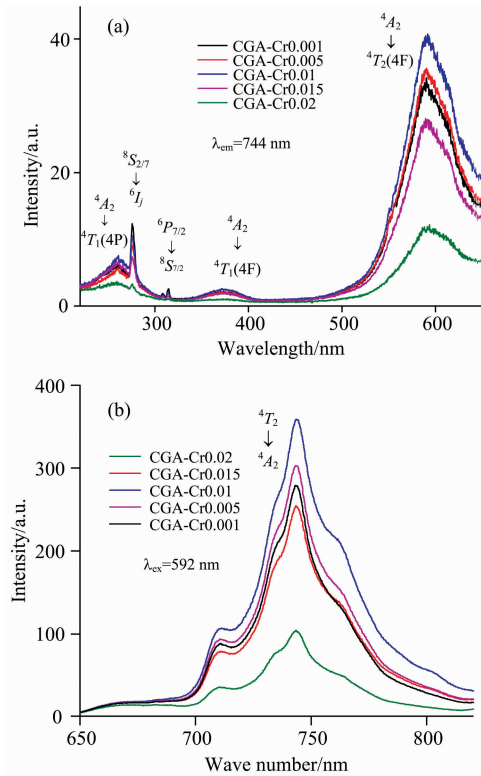 (a)
CGA-Cr0.001
CGA-Cr0.005
CGA-Cr0.01
CGA-Cr0.015
CGA-Cr0.02
λem=744 nm
⁴A₂
↓
⁴T₂(4F)
⁸S₂/₇
↓
⁶Iⱼ
⁴A₂
↓
⁴T₁(4P)
⁶P₇/₂
↓
⁸S₇/₂
⁴A₂
↓
⁴T₁(4F)
Intensity/a.u.
40
20
0
300
400
500
600
Wavelength/nm
(b)
⁴T₂
↓
⁴A₂
CGA-Cr0.02
CGA-Cr0.015
CGA-Cr0.01
CGA-Cr0.005
CGA-Cr0.001
λex=592 nm
Intensity/a.u.
400
300
200
100
0
650
700
750
800
Wave number/nm